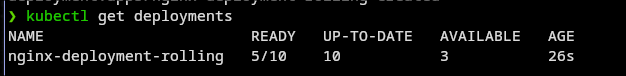 ❯ kubectl get deployments
NAME READY UP-TO-DATE AVAILABLE AGE
nginx-deployment-rolling 5/10 10 3 26s